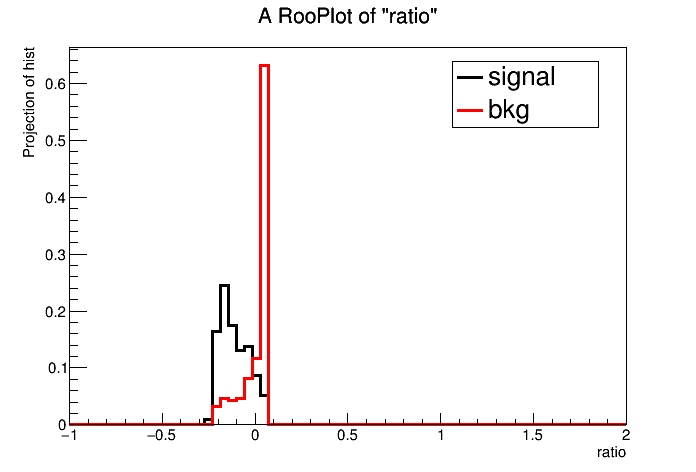 A RooPlot of "ratio"
Projection of hist
signal
bkg
0.6
0.5
0.4
0.3
0.2
0.1
0
−1 −0.5 0 0.5 1 1.5 2
ratio